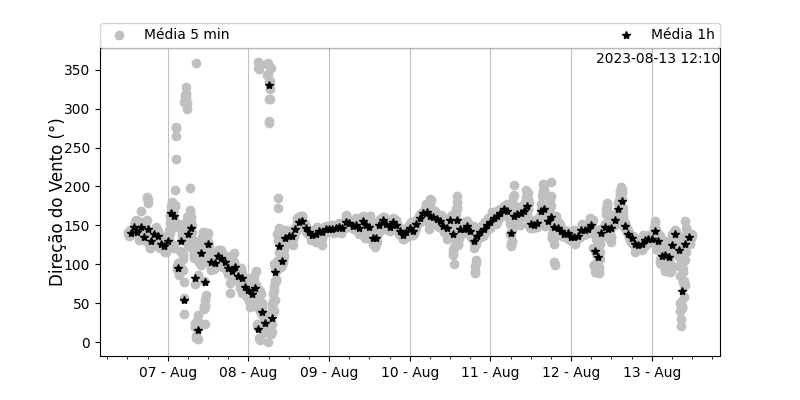 Média 5 min
Média 1h
2023-08-13 12:10
Direção do Vento (°)
350
300
250
200
150
100
50
0
07 - Aug
08 - Aug
09 - Aug
10 - Aug
11 - Aug
12 - Aug
13 - Aug